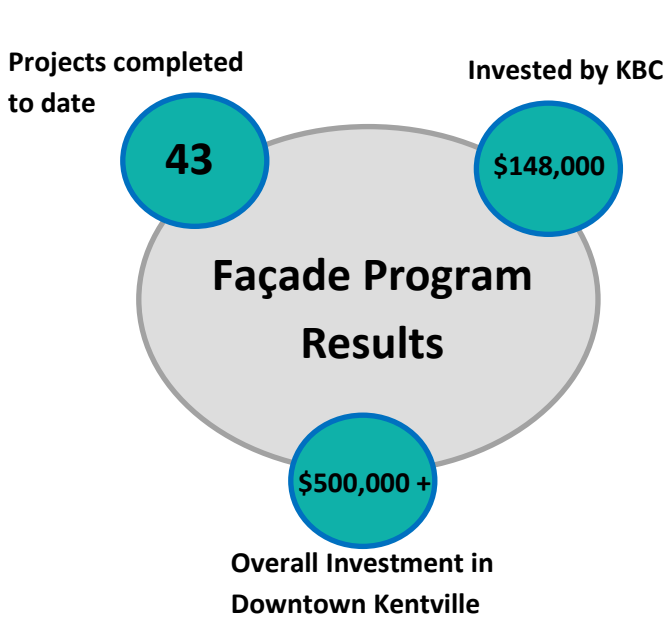 Projects completed
to date
43
Invested by KBC
$148,000
Façade Program
Results
$500,000 +
Overall Investment in
Downtown Kentville